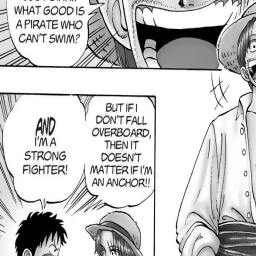 WHAT GOOD IS
A PIRATE WHO
CAN'T SWIM?
BUT IF I
DON'T FALL
OVERBOARD,
THEN IT
DOESN'T
MATTER IF I'M
AN ANCHOR!!
AND
I'M A
STRONG
FIGHTER!